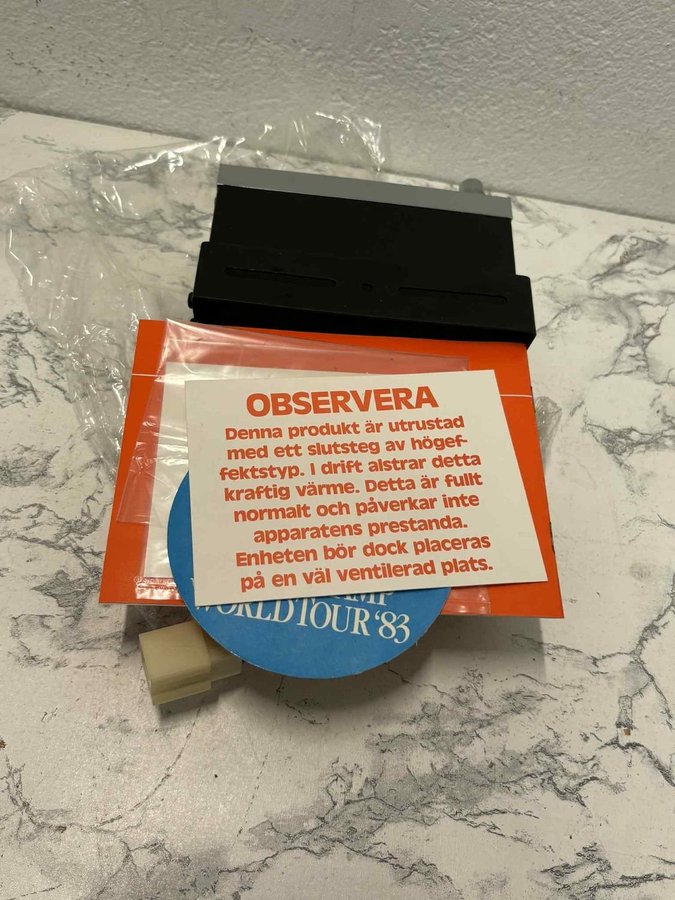 OBSERVERA
Denna produkt är utrustad
med ett slutsteg av högef-
fektstyp. I drift alstrar detta
kraftig värme. Detta är fullt
normalt och påverkar inte
apparatens prestanda.
Enheten bör dock placeras
på en väl ventilerad plats.
WORLD TOUR '83